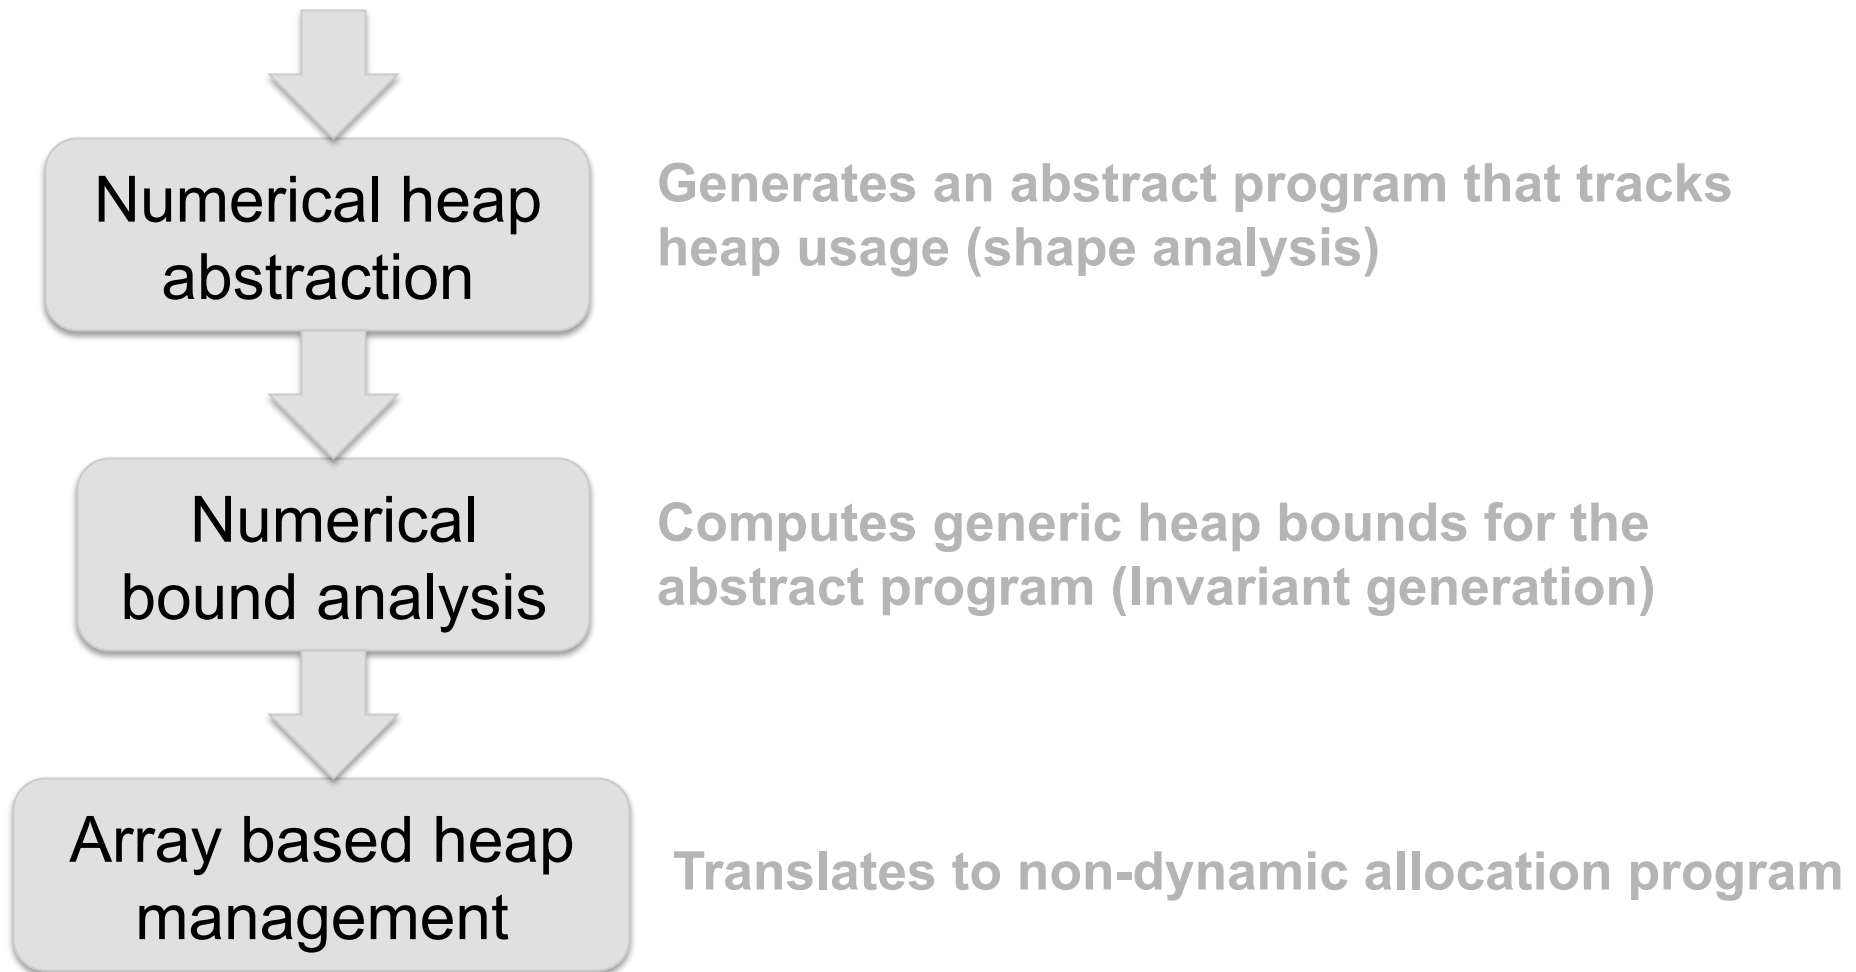 Numerical heap
abstraction
Generates an abstract program that tracks
heap usage (shape analysis)
Numerical
bound analysis
Computes generic heap bounds for the
abstract program (Invariant generation)
Array based heap
management
Translates to non-dynamic allocation program